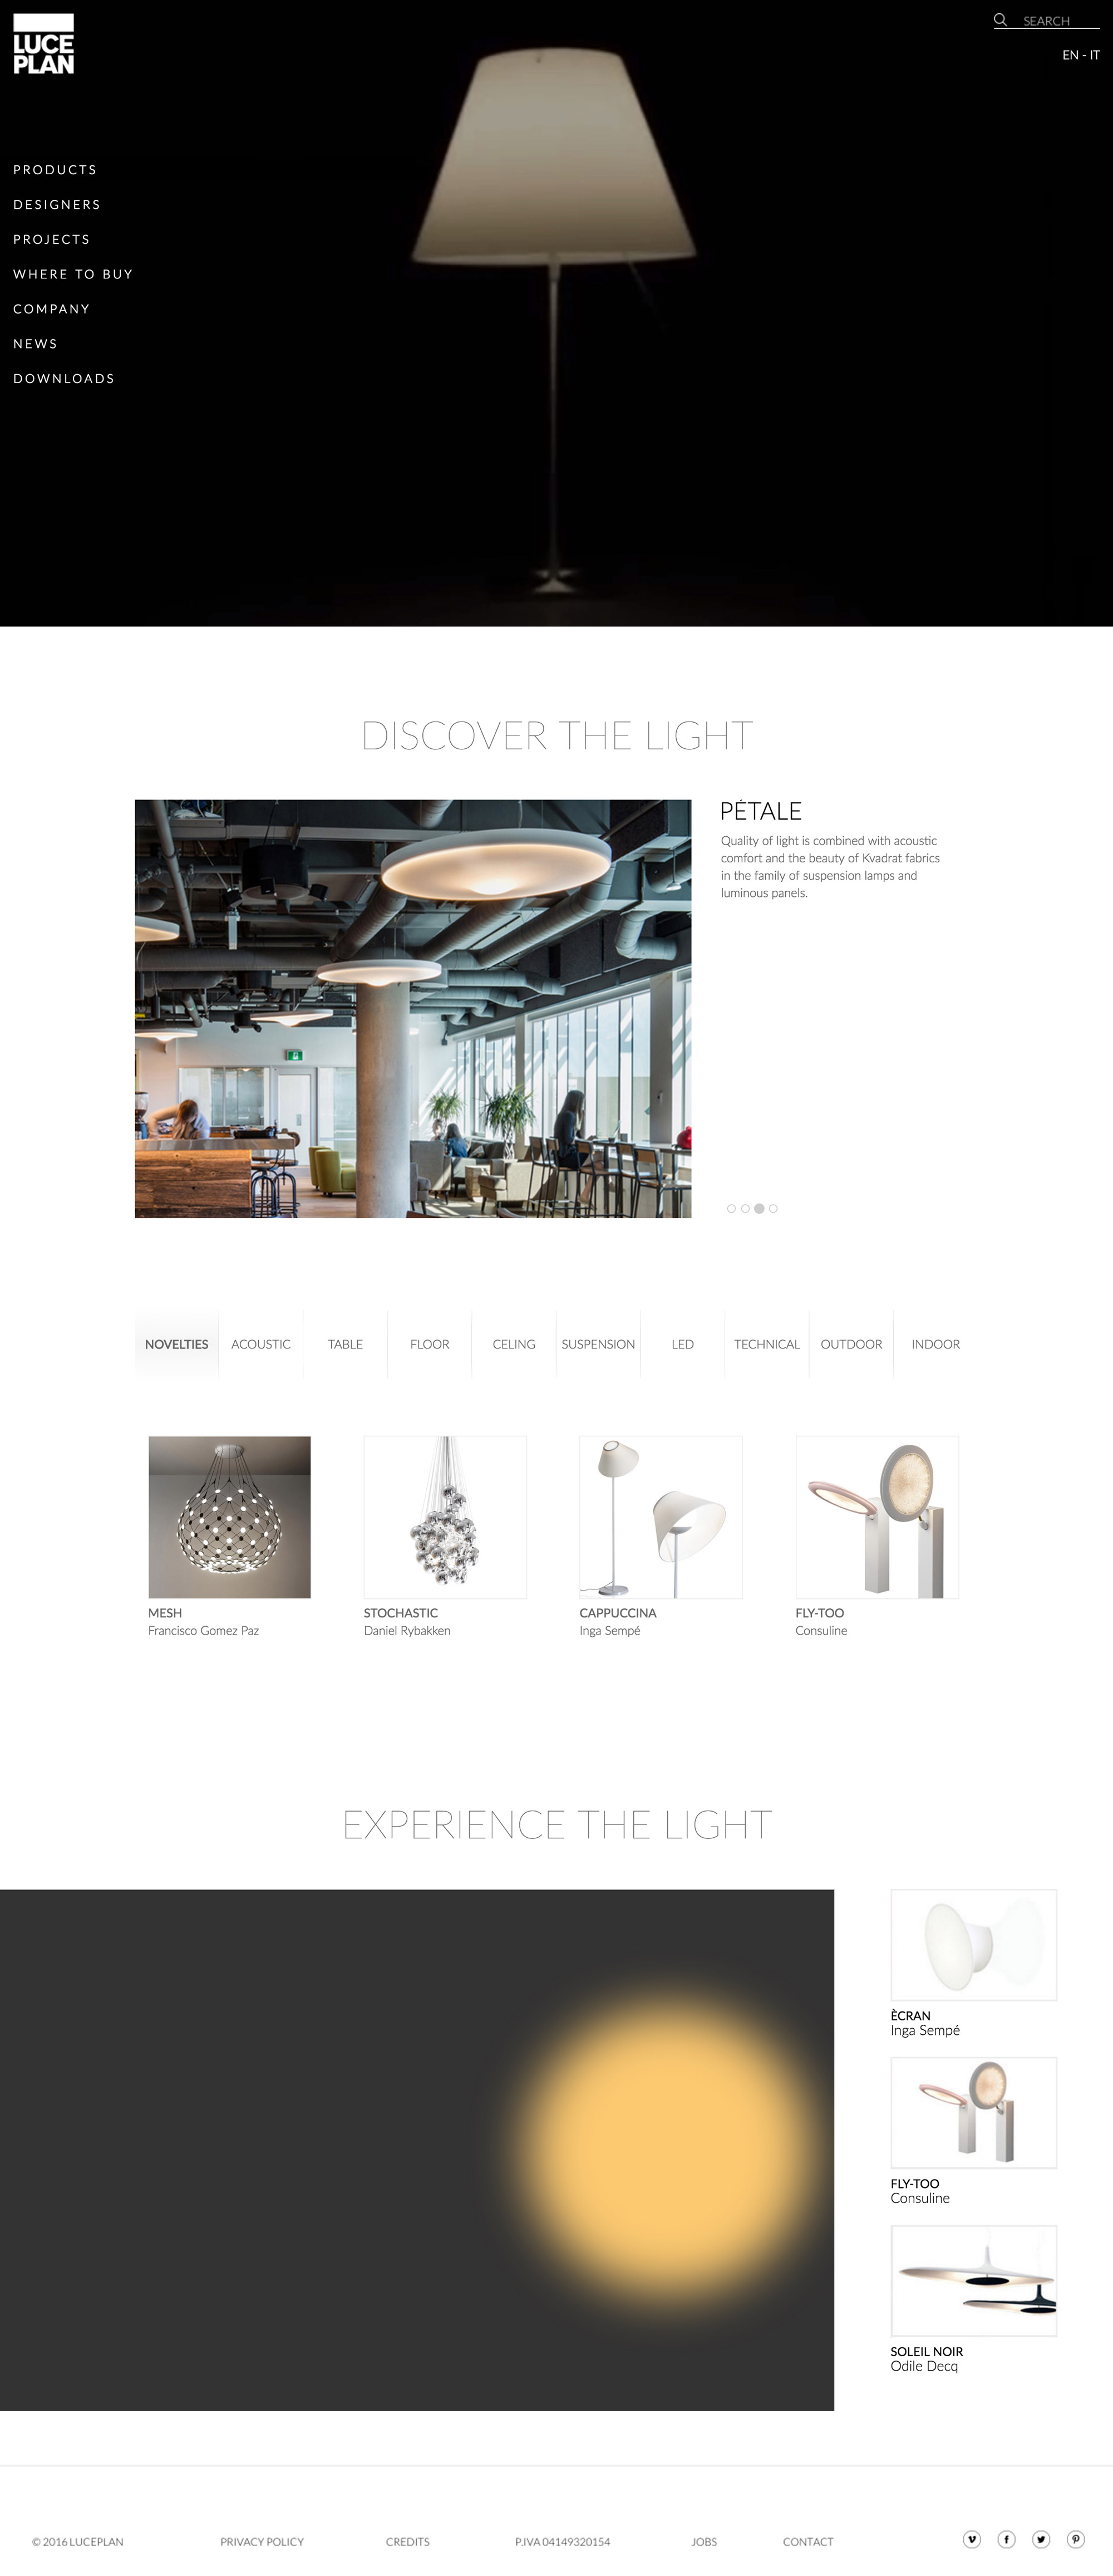 LUCE
PLAN
SEARCH
EN - IT
PRODUCTS
DESIGNERS
PROJECTS
WHERE TO BUY
COMPANY
NEWS
DOWNLOADS
DISCOVER THE LIGHT
PÉTALE
Quality of light is combined with acoustic
comfort and the beauty of Kvadrat fabrics
in the family of suspension lamps and
luminous panels.
NOVELTIES ACOUSTIC TABLE FLOOR CELING SUSPENSION LED TECHNICAL OUTDOOR INDOOR
MESH
Francisco Gomez Paz
STOCHASTIC
Daniel Rybakken
CAPPUCCINA
Inga Sempé
FLY-TOO
Consuline
EXPERIENCE THE LIGHT
ÈCRAN
Inga Sempé
FLY-TOO
Consuline
SOLEIL NOIR
Odile Decq
© 2016 LUCEPLAN PRIVACY POLICY CREDITS P.IVA 04149320154 JOBS CONTACT